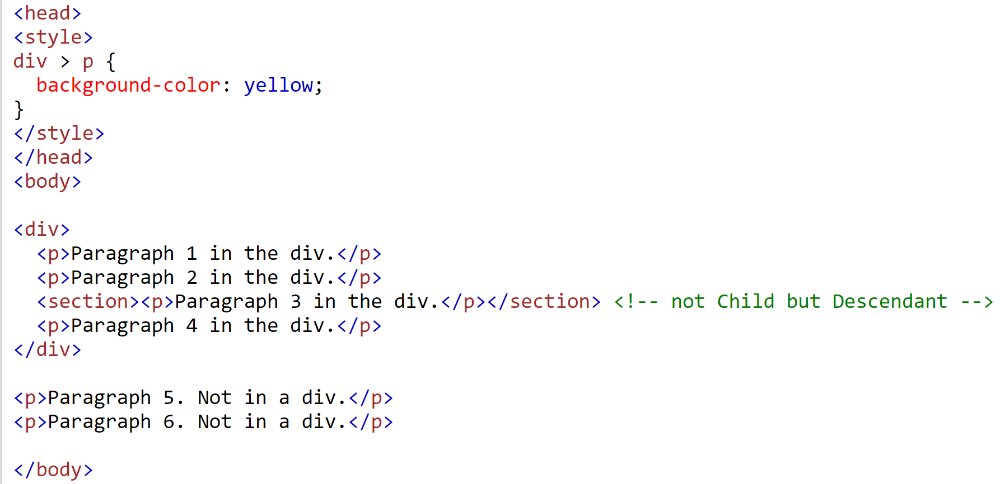 <head>
<style>
div > p {
  background-color: yellow;
}
</style>
</head>
<body>

<div>
  <p>Paragraph 1 in the div.</p>
  <p>Paragraph 2 in the div.</p>
  <section><p>Paragraph 3 in the div.</p></section> <!-- not Child but Descendant -->
  <p>Paragraph 4 in the div.</p>
</div>

<p>Paragraph 5. Not in a div.</p>
<p>Paragraph 6. Not in a div.</p>

</body>